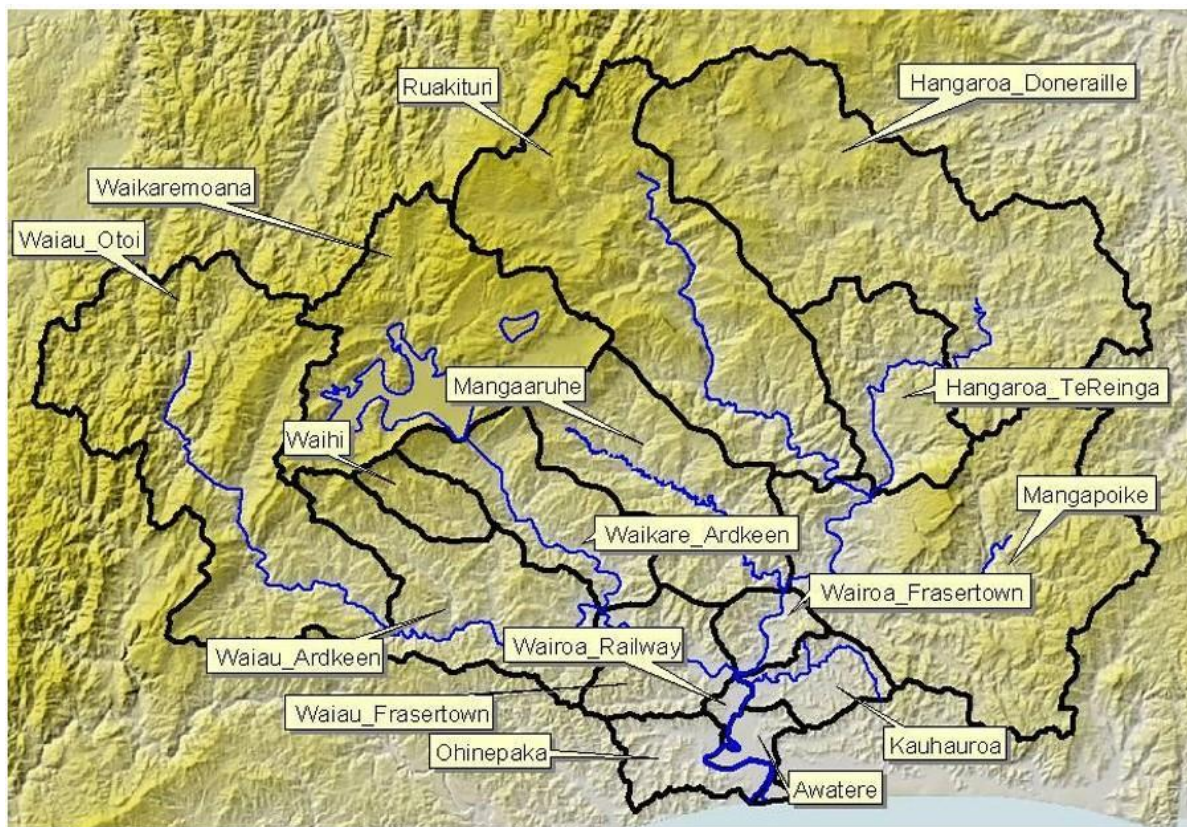 Ruakituri
Hangaroa_Doneraille
Waikaremoana
Waiau_Otoi
Mangaaruhe
Hangaroa_TeReinga
Waihi
Mangapoike
Waikare_Ardkeen
Wairoa_Frasertown
Wairoa_Railway
Waiau_Ardkeen
Waiau_Frasertown
Kauhauroa
Ohinepaka
Awatere